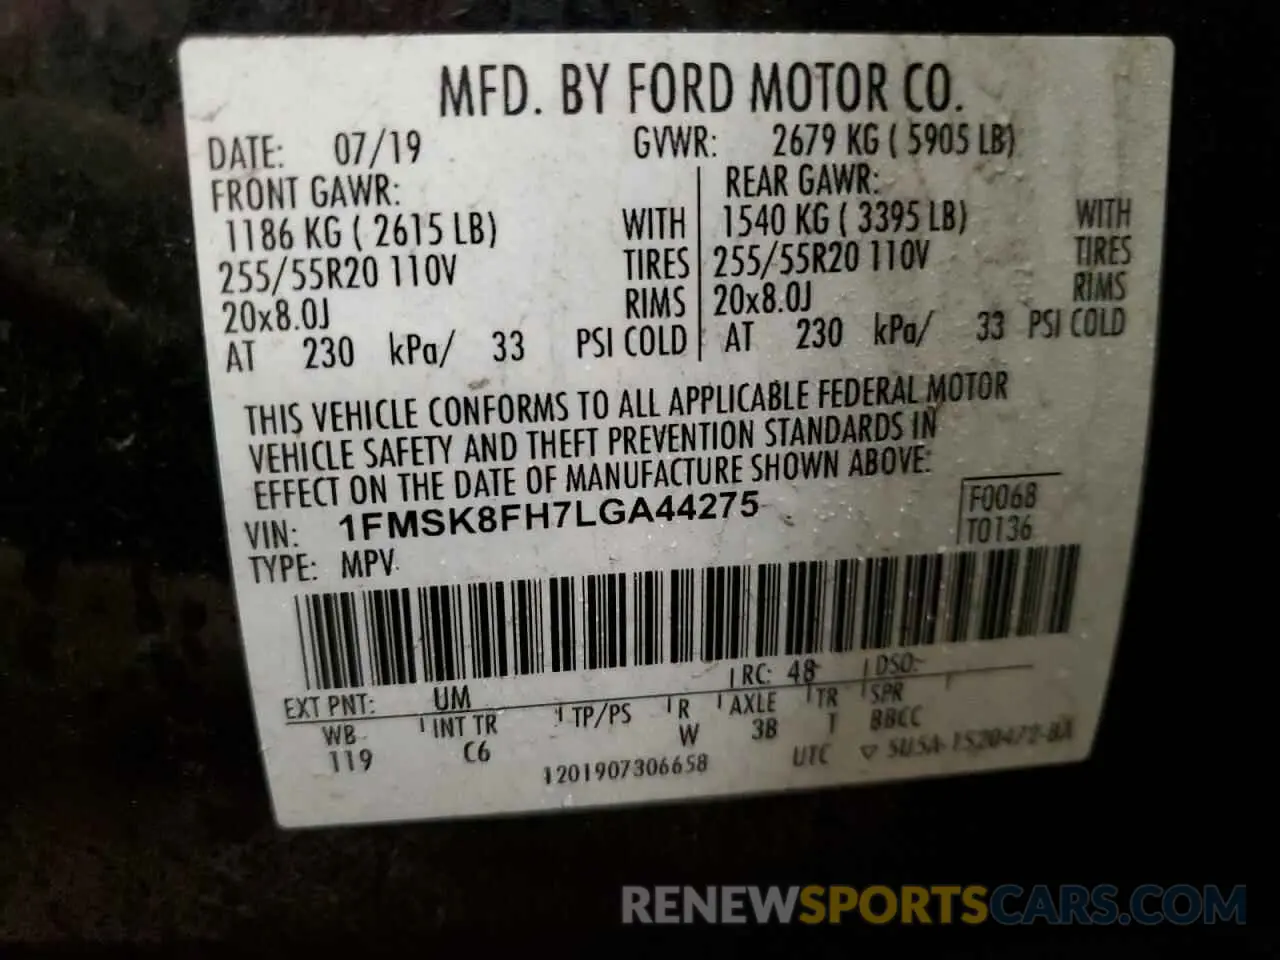 MFD. BY FORD MOTOR CO.
DATE: 07/19 GVWR: 2679 KG ( 5905 LB)
FRONT GAWR: REAR GAWR:
1186 KG ( 2615 LB) WITH 1540 KG ( 3395 LB) WITH
255/55R20 110V TIRES 255/55R20 110V TIRES
20x8.0J RIMS 20x8.0J RIMS
AT 230 kPa/ 33 PSI COLD AT 230 kPa/ 33 PSI COLD
THIS VEHICLE CONFORMS TO ALL APPLICABLE FEDERAL MOTOR
VEHICLE SAFETY AND THEFT PREVENTION STANDARDS IN
EFFECT ON THE DATE OF MANUFACTURE SHOWN ABOVE:
VIN: 1FMSK8FH7LGA44275 F0068
TYPE: MPV T0136
EXT PNT: UM RC: 48 DSO:
WB INT TR TP/PS R AXLE TR SPR
119 C6 W 3B T BBCC
1201907306658 UTC
RENEWSPORTSCARS.COM